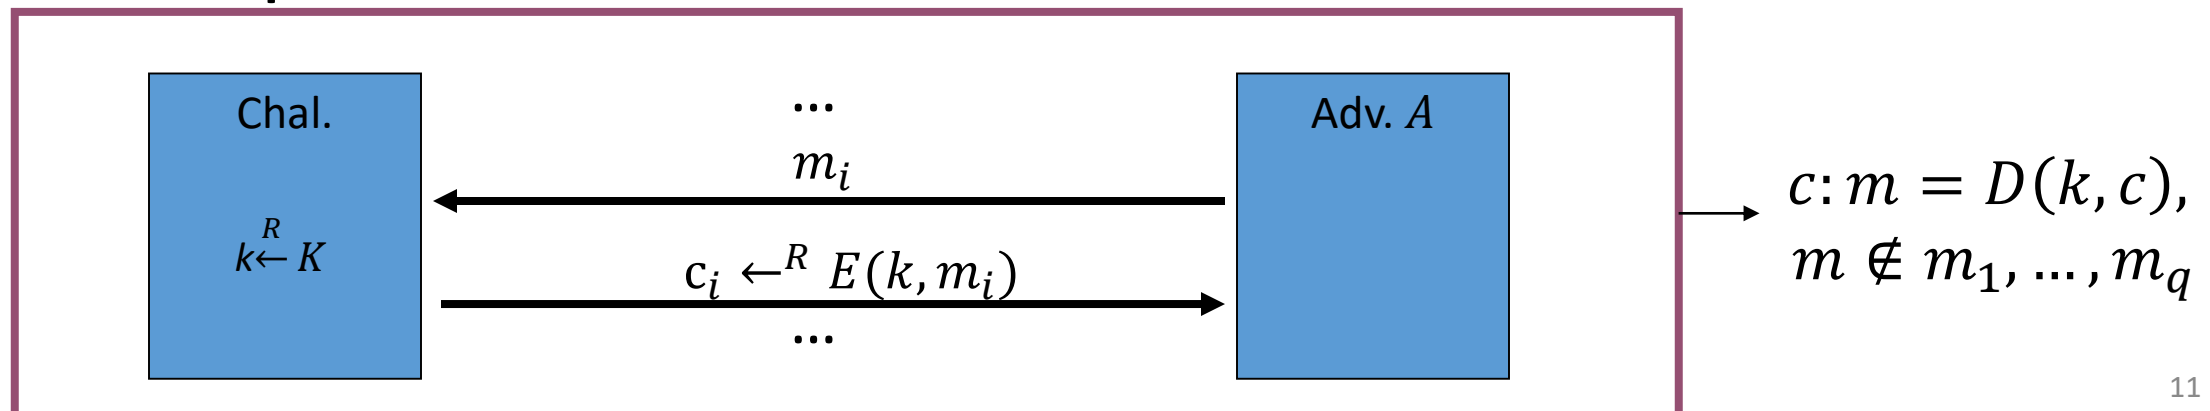 Chal.
k ←^R K
...
m_i
c_i ←^R E(k, m_i)
...
Adv. A
c: m = D(k, c),
m ∉ m_1, ..., m_q
11